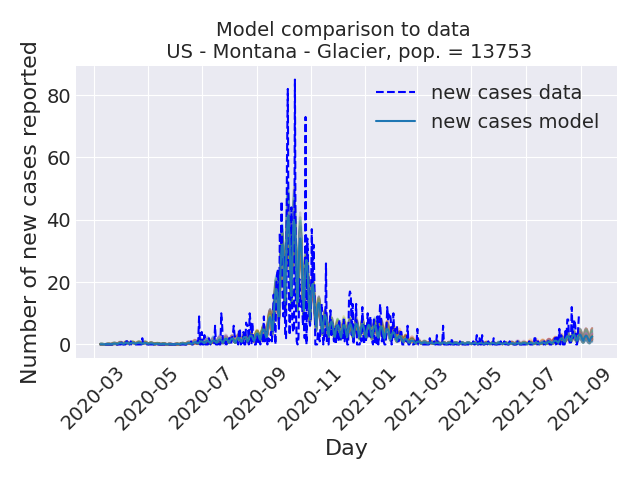 Model comparison to data
US - Montana - Glacier, pop. = 13753
Number of new cases reported
80
60
40
20
0
new cases data
new cases model
2020-03
2020-05
2020-07
2020-09
2020-11
2021-01
2021-03
2021-05
2021-07
2021-09
Day